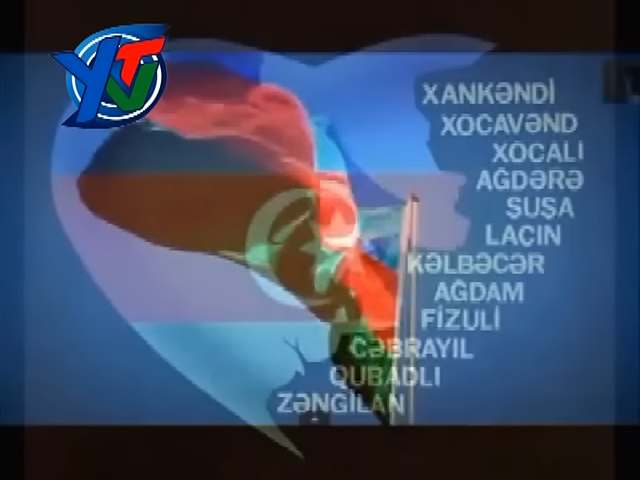 YTV
XANKƏNDİ
XOCAVƏND
XOCALI
AĞDƏRƏ
ŞUŞA
LAÇIN
KƏLBƏCƏR
AĞDAM
FİZULİ
CƏBRAYIL
QUBADLI
ZƏNGİLAN